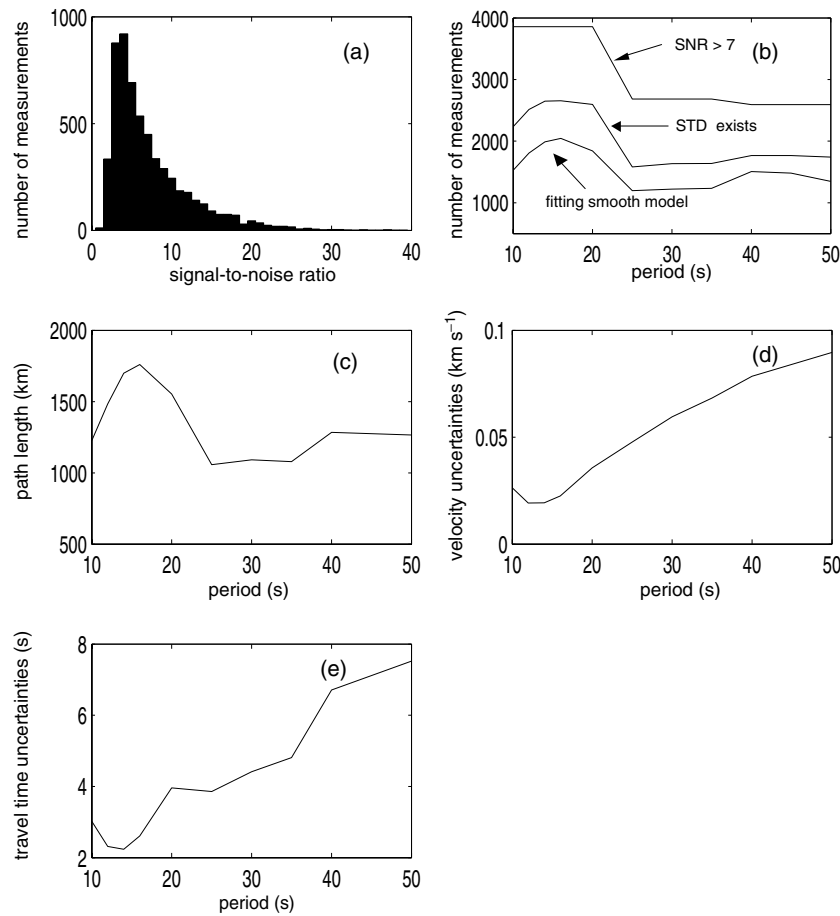 1000
500
0
number of measurements
(a)
0 10 20 30 40
signal-to-noise ratio
4000
3000
2000
1000
number of measurements
(b)
SNR > 7
STD exists
fitting smooth model
10 20 30 40 50
period (s)
2000
1500
1000
500
path length (km)
(c)
10 20 30 40 50
period (s)
0.1
0.05
0
velocity uncertainties (km s⁻¹)
(d)
10 20 30 40 50
period (s)
8
6
4
2
travel time uncertainties (s)
(e)
10 20 30 40 50
period (s)